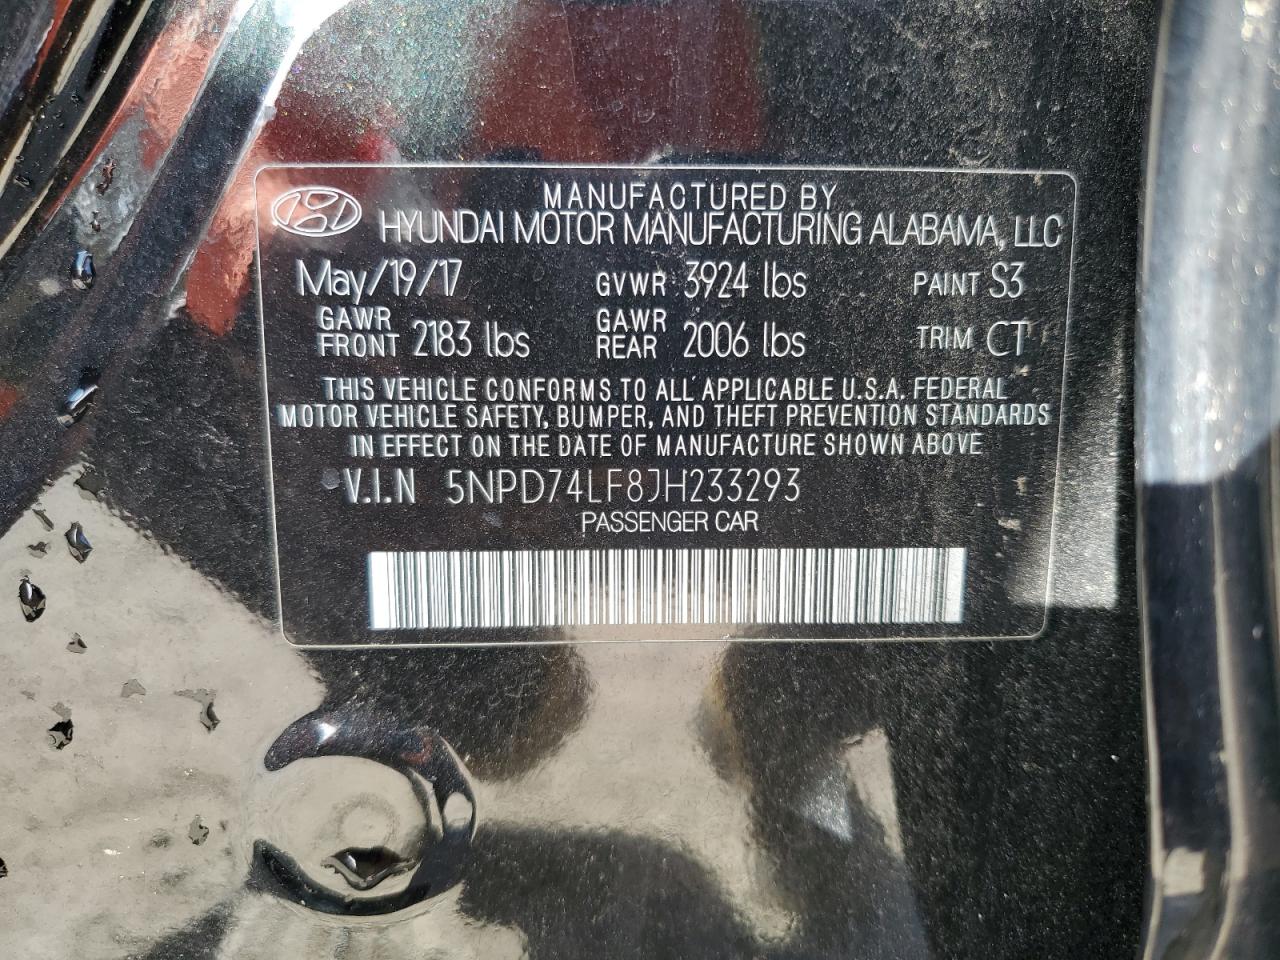 MANUFACTURED BY
HYUNDAI MOTOR MANUFACTURING ALABAMA, LLC
May/19/17 GVWR 3924 lbs PAINT S3
GAWR FRONT 2183 lbs GAWR REAR 2006 lbs TRIM CT
THIS VEHICLE CONFORMS TO ALL APPLICABLE U.S.A. FEDERAL
MOTOR VEHICLE SAFETY, BUMPER, AND THEFT PREVENTION STANDARDS
IN EFFECT ON THE DATE OF MANUFACTURE SHOWN ABOVE
V.I.N 5NPD74LF8JH233293
PASSENGER CAR